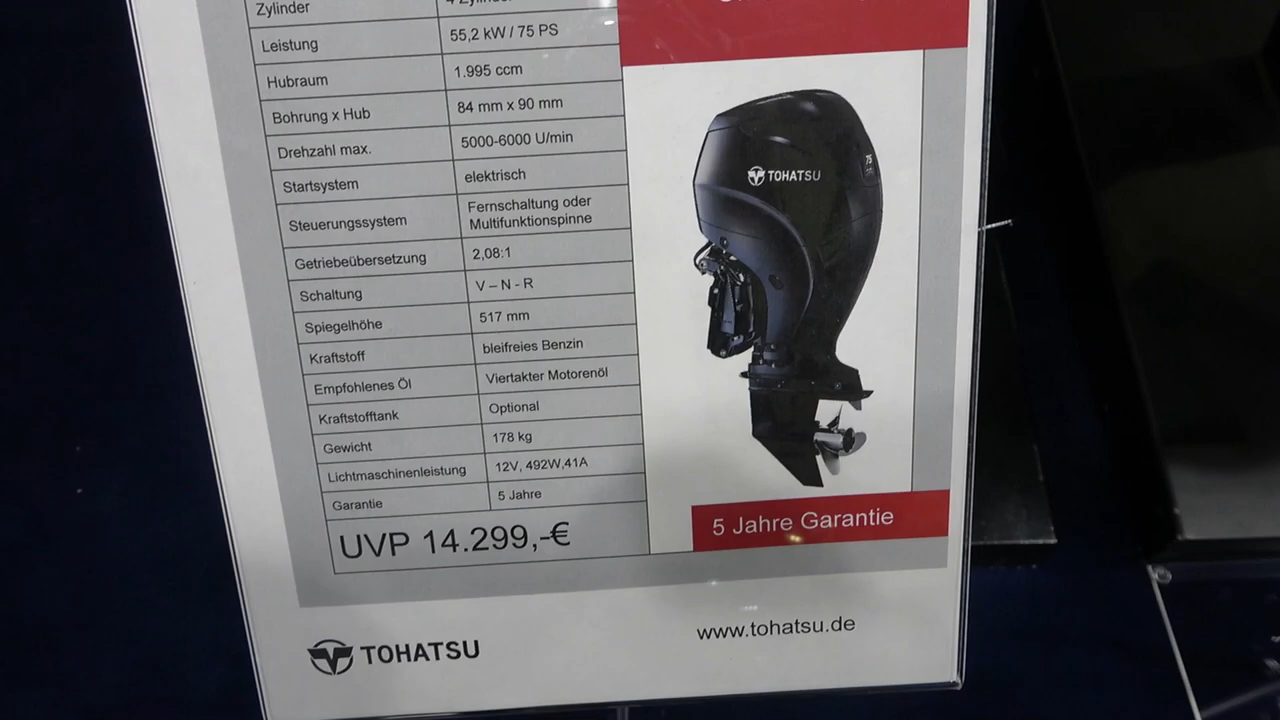 Zylinder 4 Zylinder
Leistung 55,2 kW / 75 PS
Hubraum 1.995 ccm
Bohrung x Hub 84 mm x 90 mm
Drehzahl max. 5000-6000 U/min
Startsystem elektrisch
Steuerungssystem Fernschaltung oder
Multifunktionspinne
Getriebeübersetzung 2,08:1
Schaltung V – N - R
Spiegelhöhe 517 mm
Kraftstoff bleifreies Benzin
Empfohlenes Öl Viertakter Motorenöl
Kraftstofftank Optional
Gewicht 178 kg
Lichtmaschinenleistung 12V, 492W,41A
Garantie 5 Jahre
UVP 14.299,-€
TOHATSU
75
5 Jahre Garantie
TOHATSU
www.tohatsu.de